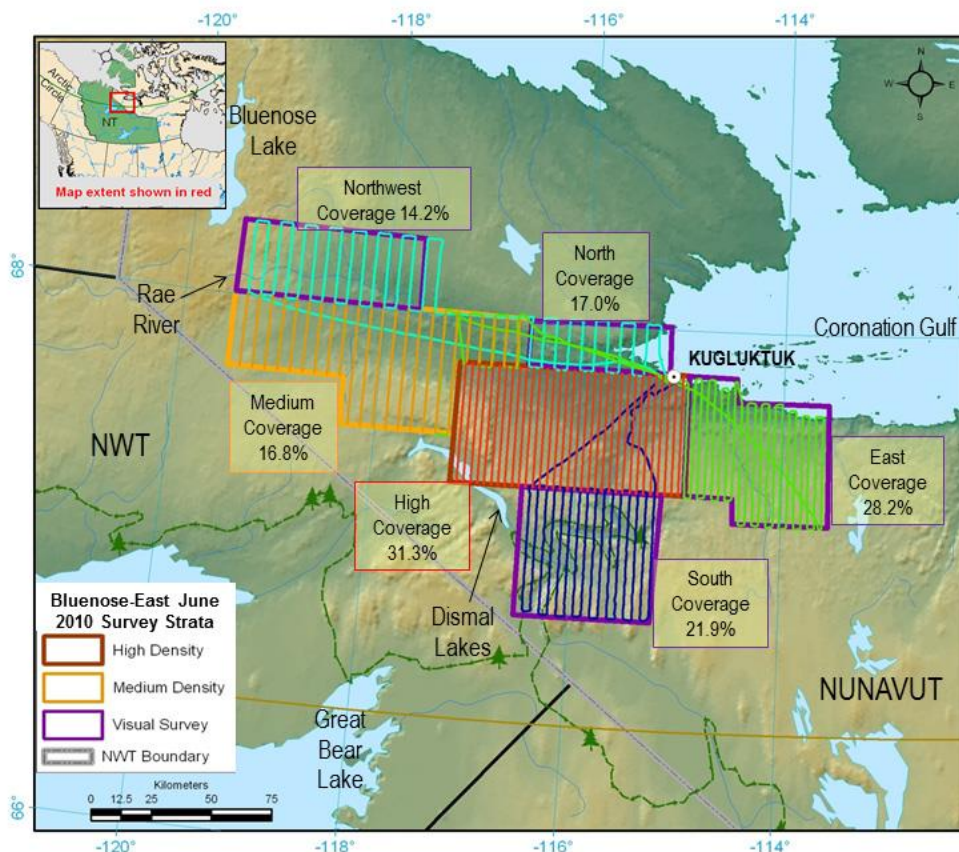 -120°
-118°
-116°
-114°
Arctic
Circle
NT
Map extent shown in red
N
W
E
S
Bluenose
Lake
Northwest
Coverage 14.2%
North
Coverage
17.0%
68°
68°
Rae
River
Coronation Gulf
KUGLUKTUK
Medium
Coverage
16.8%
NWT
East
Coverage
28.2%
High
Coverage
31.3%
South
Coverage
21.9%
Dismal
Lakes
NUNAVUT
Great
Bear
Lake
Bluenose-East June
2010 Survey Strata
High Density
Medium Density
Visual Survey
NWT Boundary
Kilometers
0 12.5 25 50 75
66°
66°
-120°
-118°
-116°
-114°